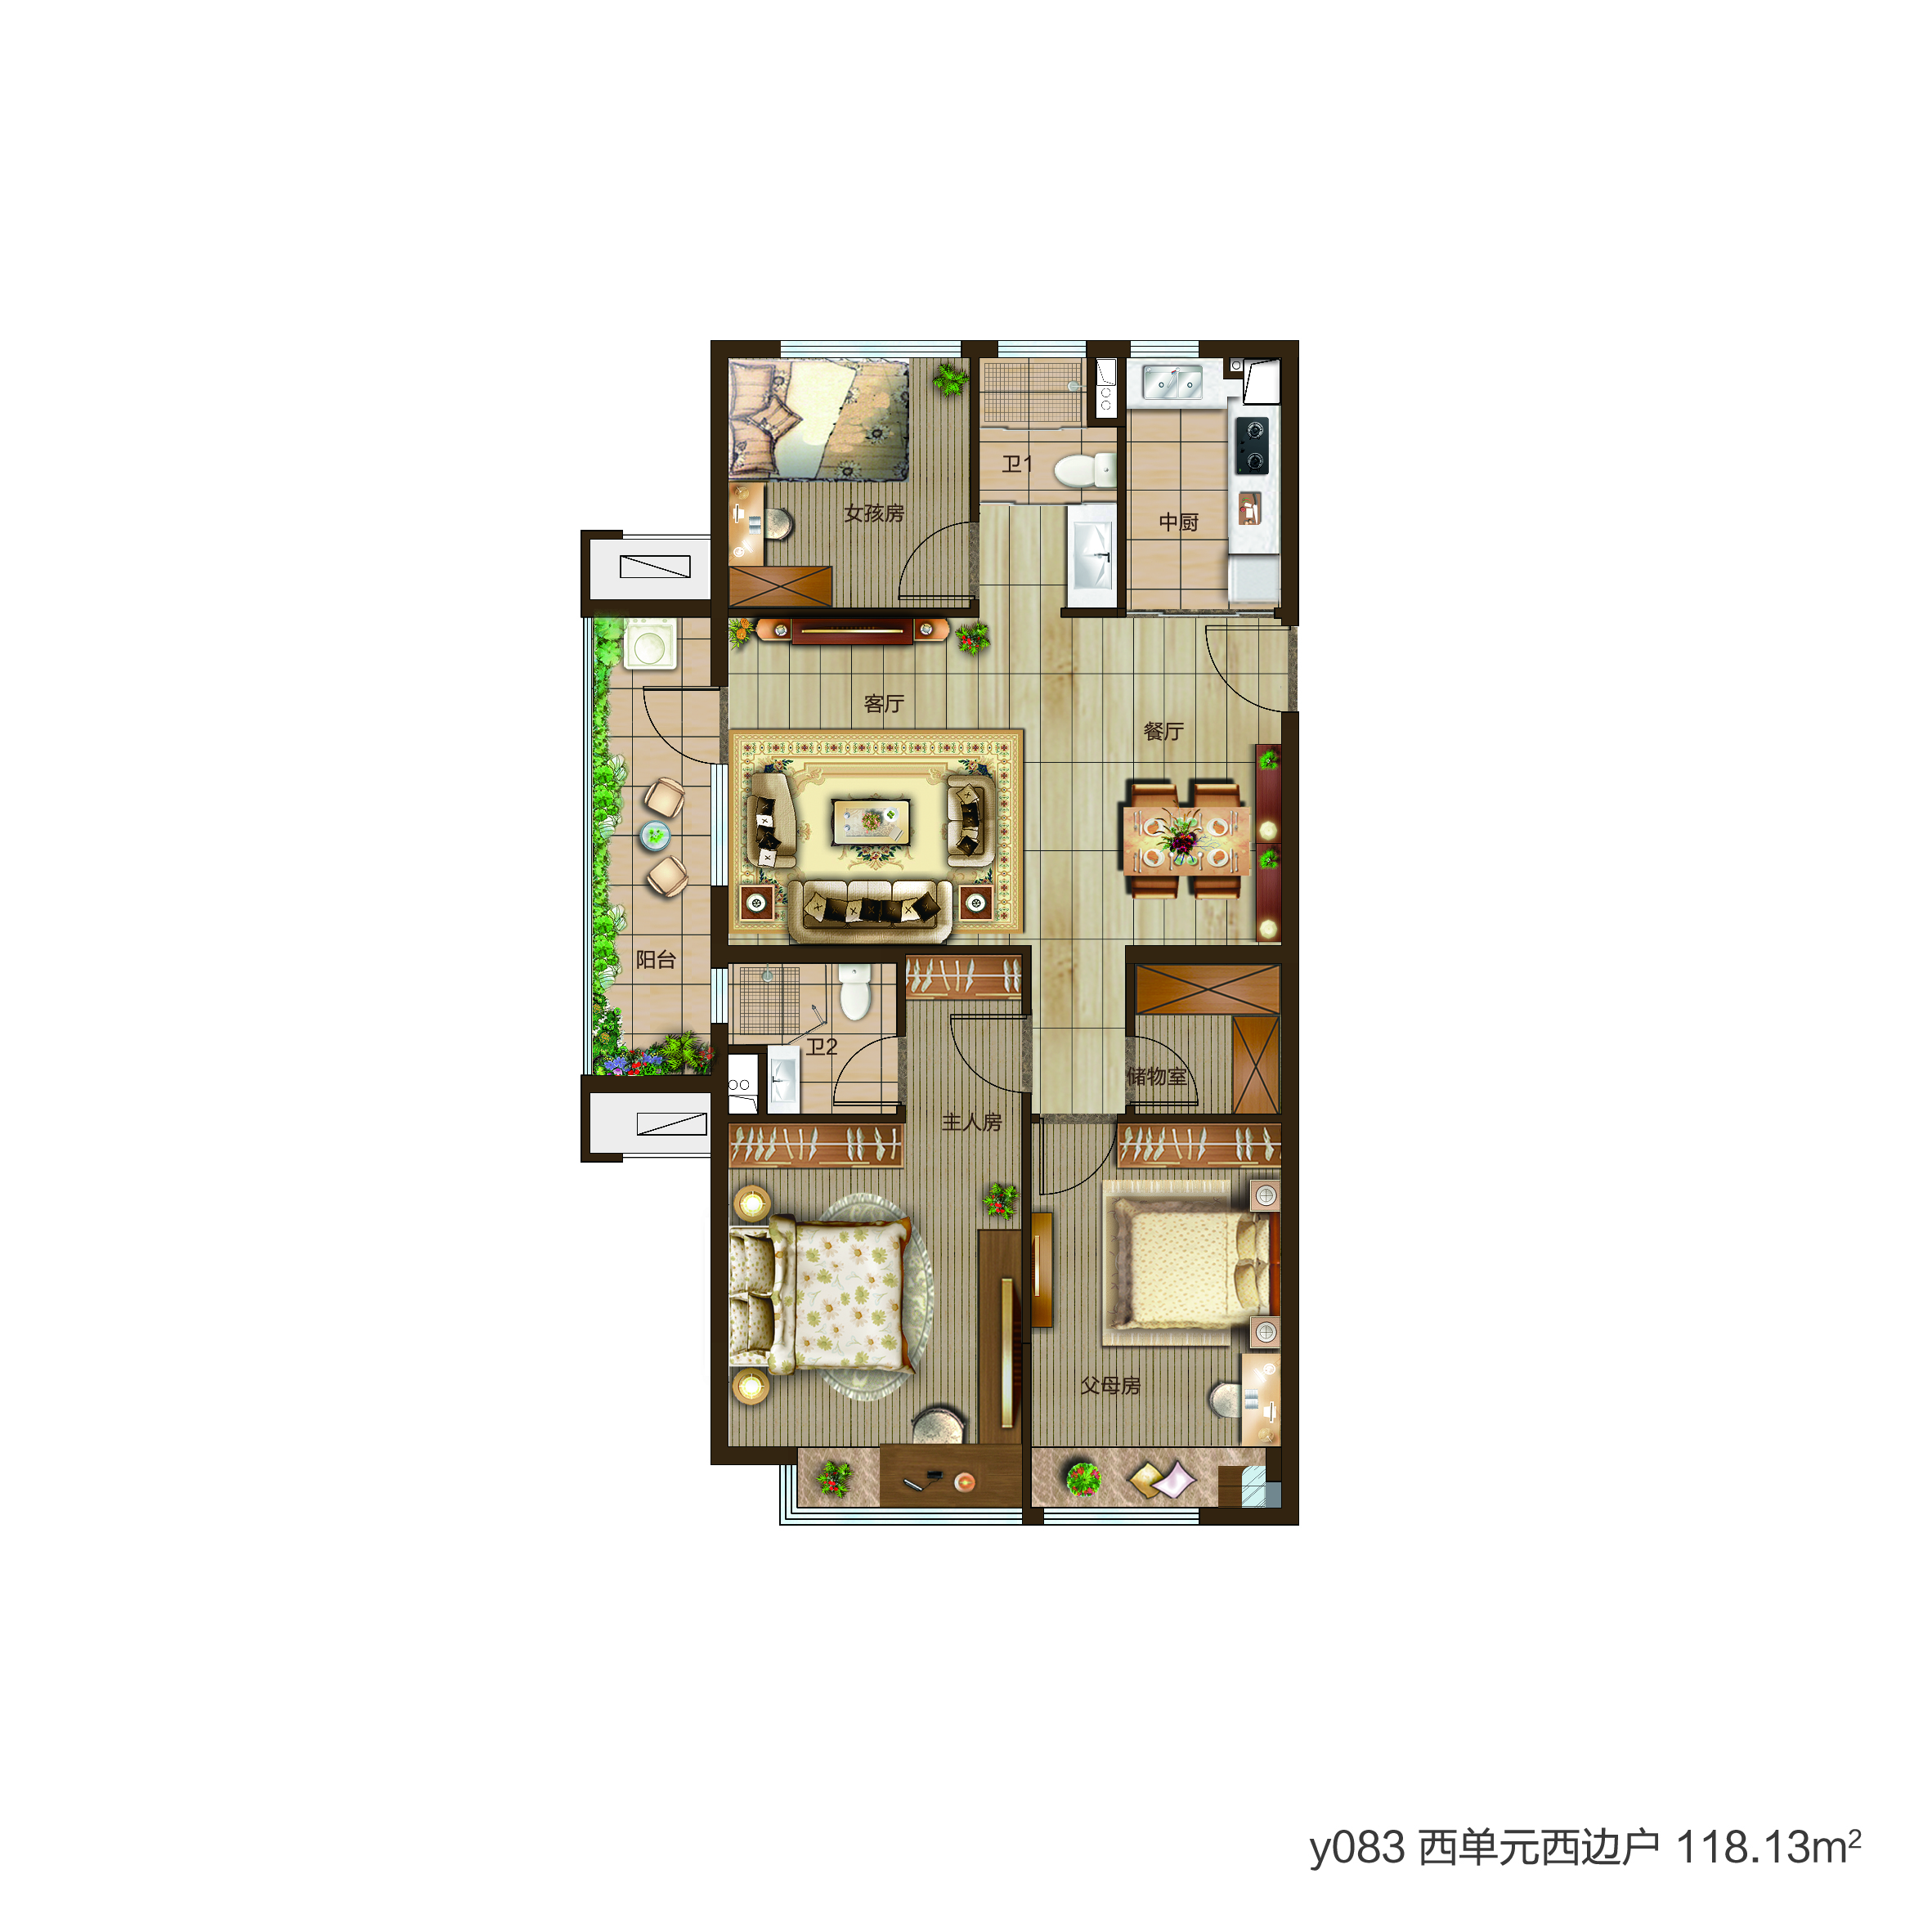 卫1
女孩房
中厨
客厅
餐厅
阳台
卫2
储物室
主人房
父母房
y083 西单元西边户 118.13m²